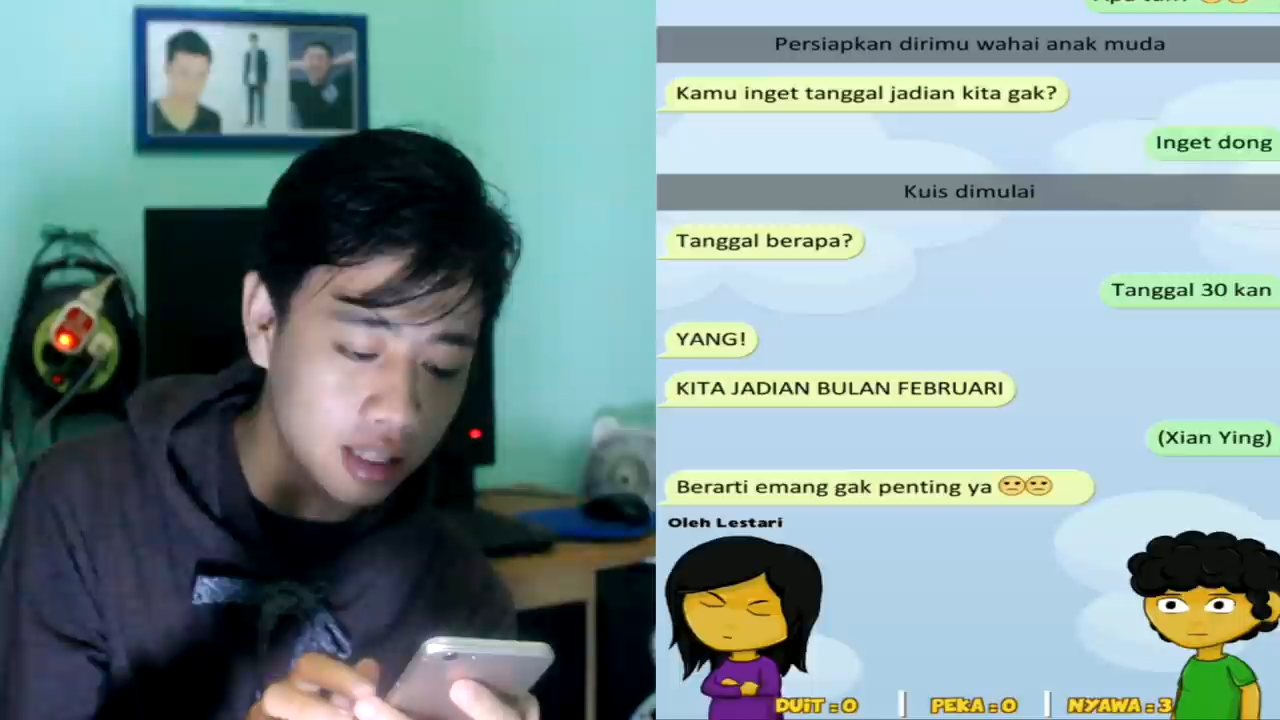 Persiapkan dirimu wahai anak muda
Kamu inget tanggal jadian kita gak?
Inget dong
Kuis dimulai
Tanggal berapa?
Tanggal 30 kan
YANG!
KITA JADIAN BULAN FEBRUARI
(Xian Ying)
Berarti emang gak penting ya 😒😒
Oleh Lestari
DUIT : 0 | PEKA : 0 | NYAWA : 3